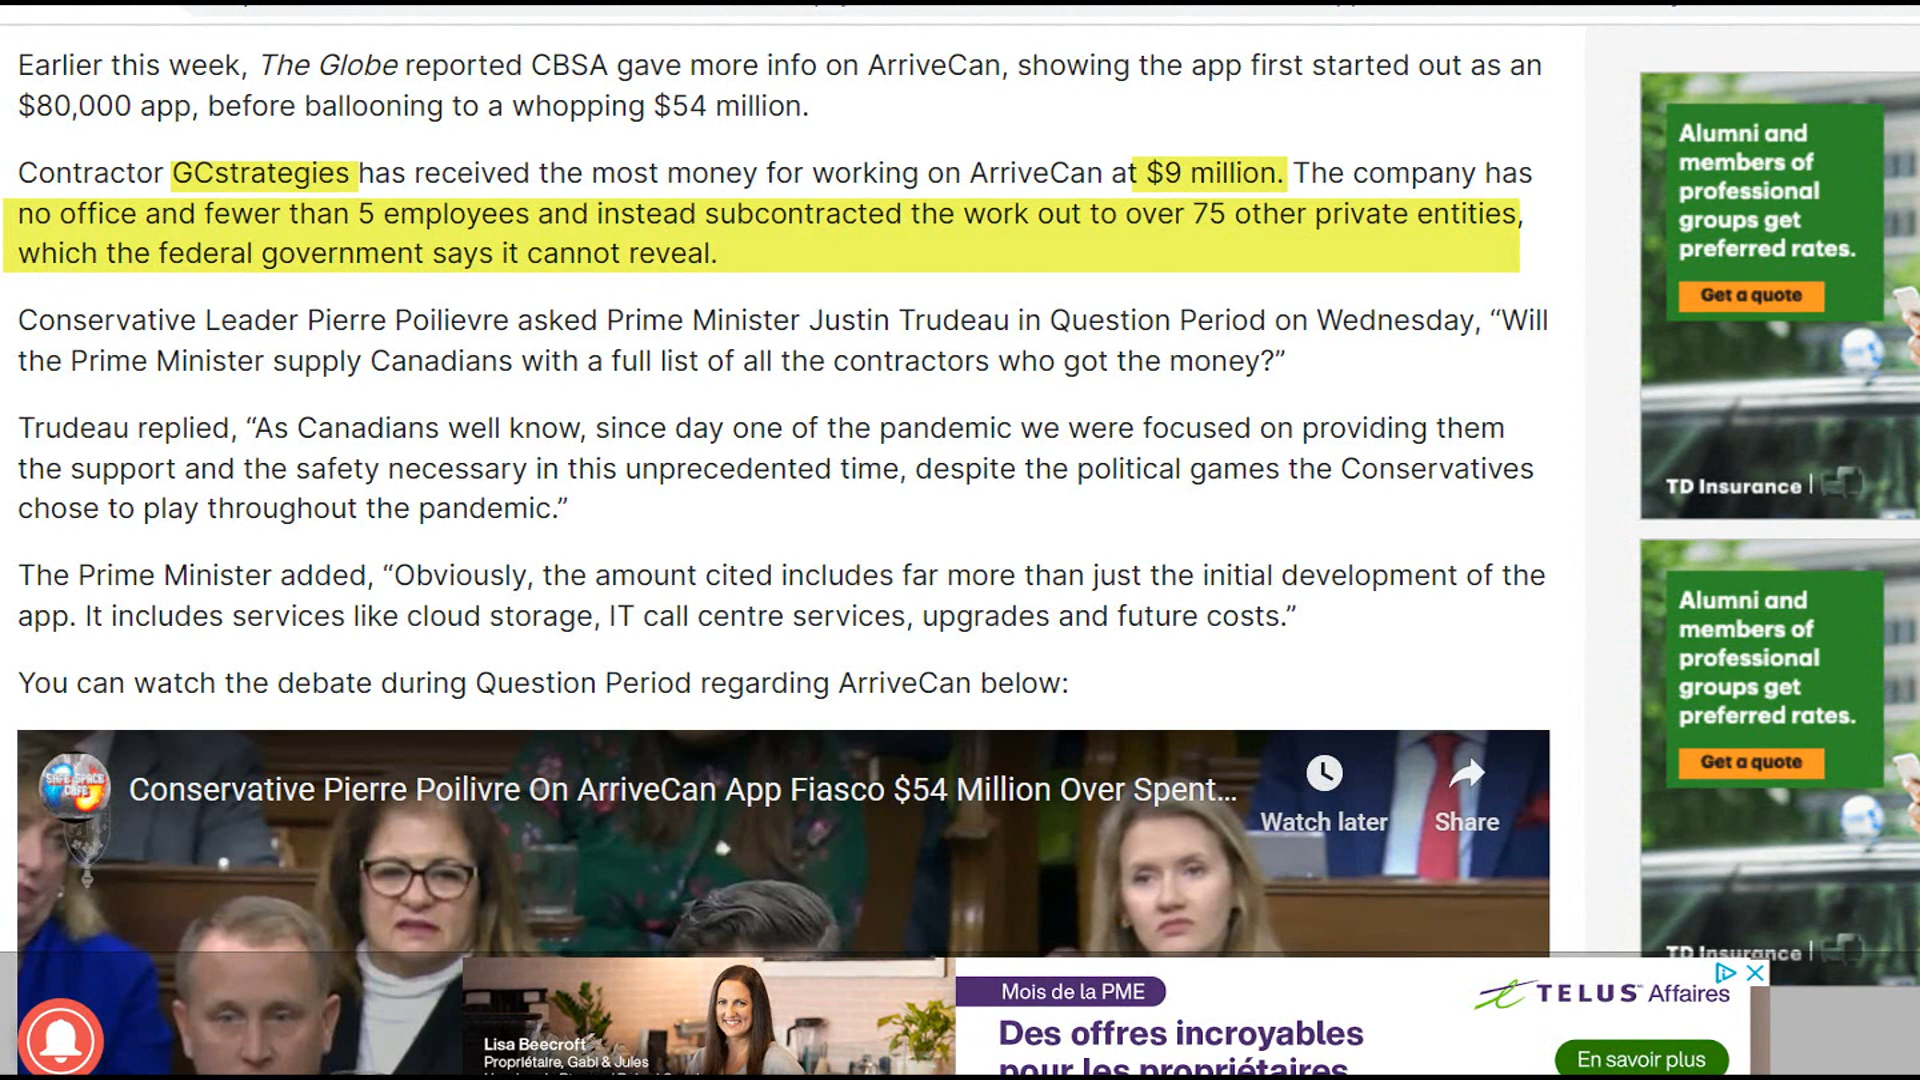 Earlier this week, The Globe reported CBSA gave more info on ArriveCan, showing the app first started out as an
$80,000 app, before ballooning to a whopping $54 million.
Contractor GCstrategies has received the most money for working on ArriveCan at $9 million. The company has
no office and fewer than 5 employees and instead subcontracted the work out to over 75 other private entities,
which the federal government says it cannot reveal.
Conservative Leader Pierre Poilievre asked Prime Minister Justin Trudeau in Question Period on Wednesday, “Will
the Prime Minister supply Canadians with a full list of all the contractors who got the money?”
Trudeau replied, “As Canadians well know, since day one of the pandemic we were focused on providing them
the support and the safety necessary in this unprecedented time, despite the political games the Conservatives
chose to play throughout the pandemic.”
The Prime Minister added, “Obviously, the amount cited includes far more than just the initial development of the
app. It includes services like cloud storage, IT call centre services, upgrades and future costs.”
You can watch the debate during Question Period regarding ArriveCan below:
SAFE SPACE
CAFE
Conservative Pierre Poilivre On ArriveCan App Fiasco $54 Million Over Spent...
Watch later
Share
Alumni and
members of
professional
groups get
preferred rates.
Get a quote
TD Insurance
Alumni and
members of
professional
groups get
preferred rates.
Get a quote
TD Insurance
Lisa Beecroft
Propriétaire, Gabi & Jules
Mois de la PME
Des offres incroyables
pour les propriétaires
TELUS Affaires
En savoir plus